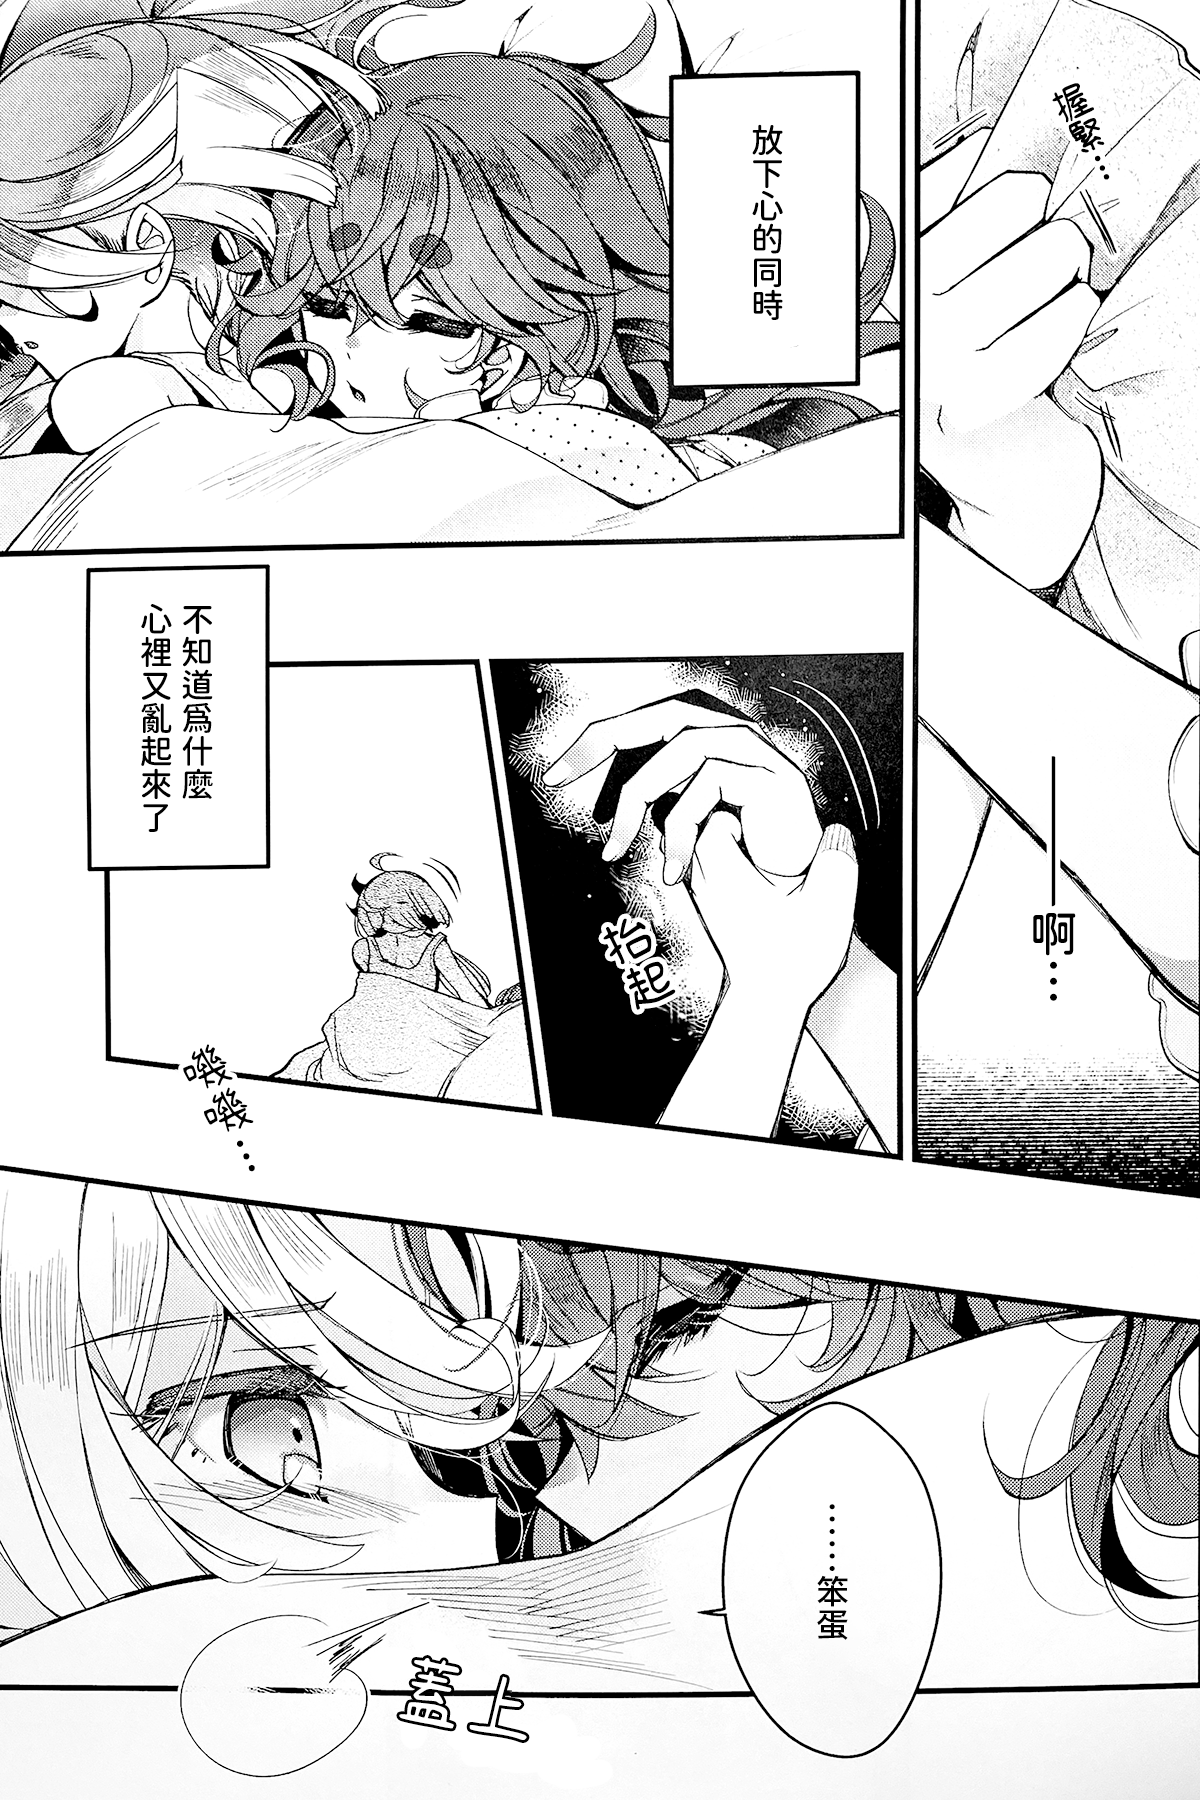 握緊…
——啊…
放下心的同時
抬起
不知道爲什麼
心裡又亂起來了
嘰嘰…
……笨蛋
蓋上